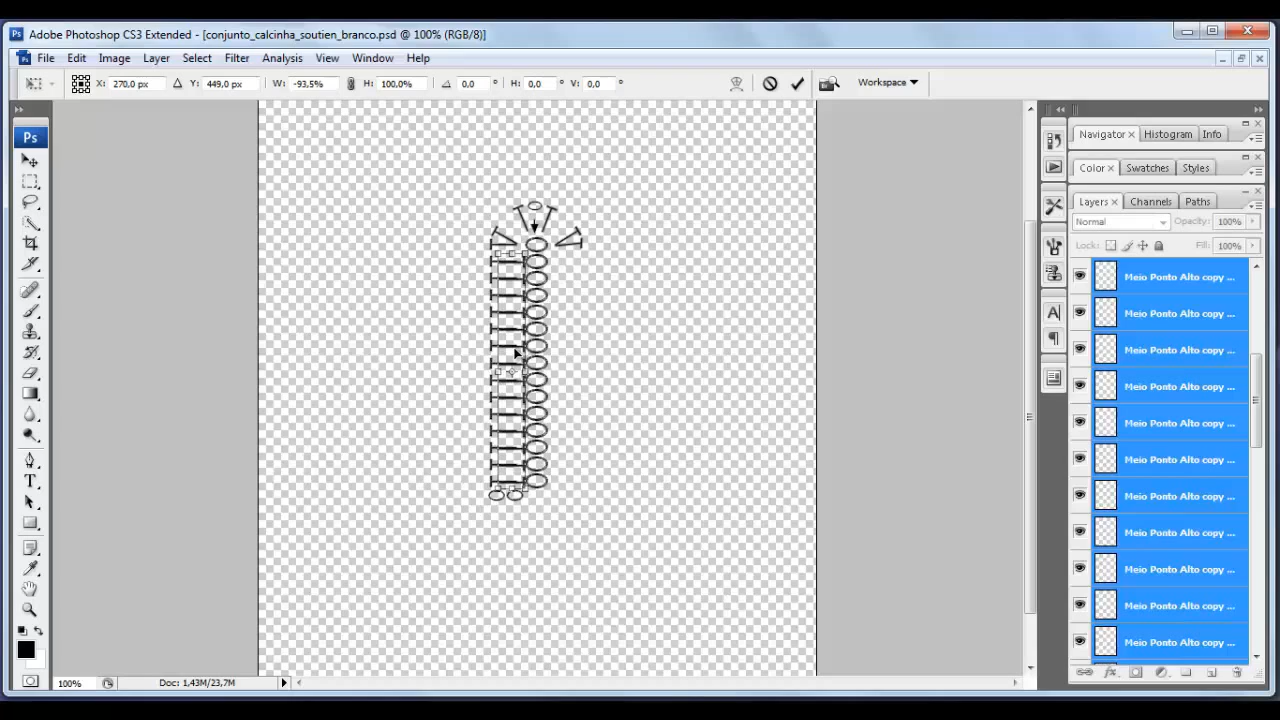 Ps Adobe Photoshop CS3 Extended - [conjunto_calcinha_soutien_branco.psd @ 100% (RGB/8)]
Ps File Edit Image Layer Select Filter Analysis View Window Help
X: 270,0 px Y: 449,0 px W: -93,5% H: 100,0% 0,0 ° H: 0,0 ° V: 0,0 ° Workspace
Ps
Navigator × Histogram Info
Color × Swatches Styles
Layers × Channels Paths
Normal Opacity: 100%
Lock: Fill: 100%
Meio Ponto Alto copy ...
Meio Ponto Alto copy ...
Meio Ponto Alto copy ...
Meio Ponto Alto copy ...
Meio Ponto Alto copy ...
Meio Ponto Alto copy ...
Meio Ponto Alto copy ...
Meio Ponto Alto copy ...
Meio Ponto Alto copy ...
Meio Ponto Alto copy ...
Meio Ponto Alto copy ...
T
A
100% Doc: 1,43M/23,7M